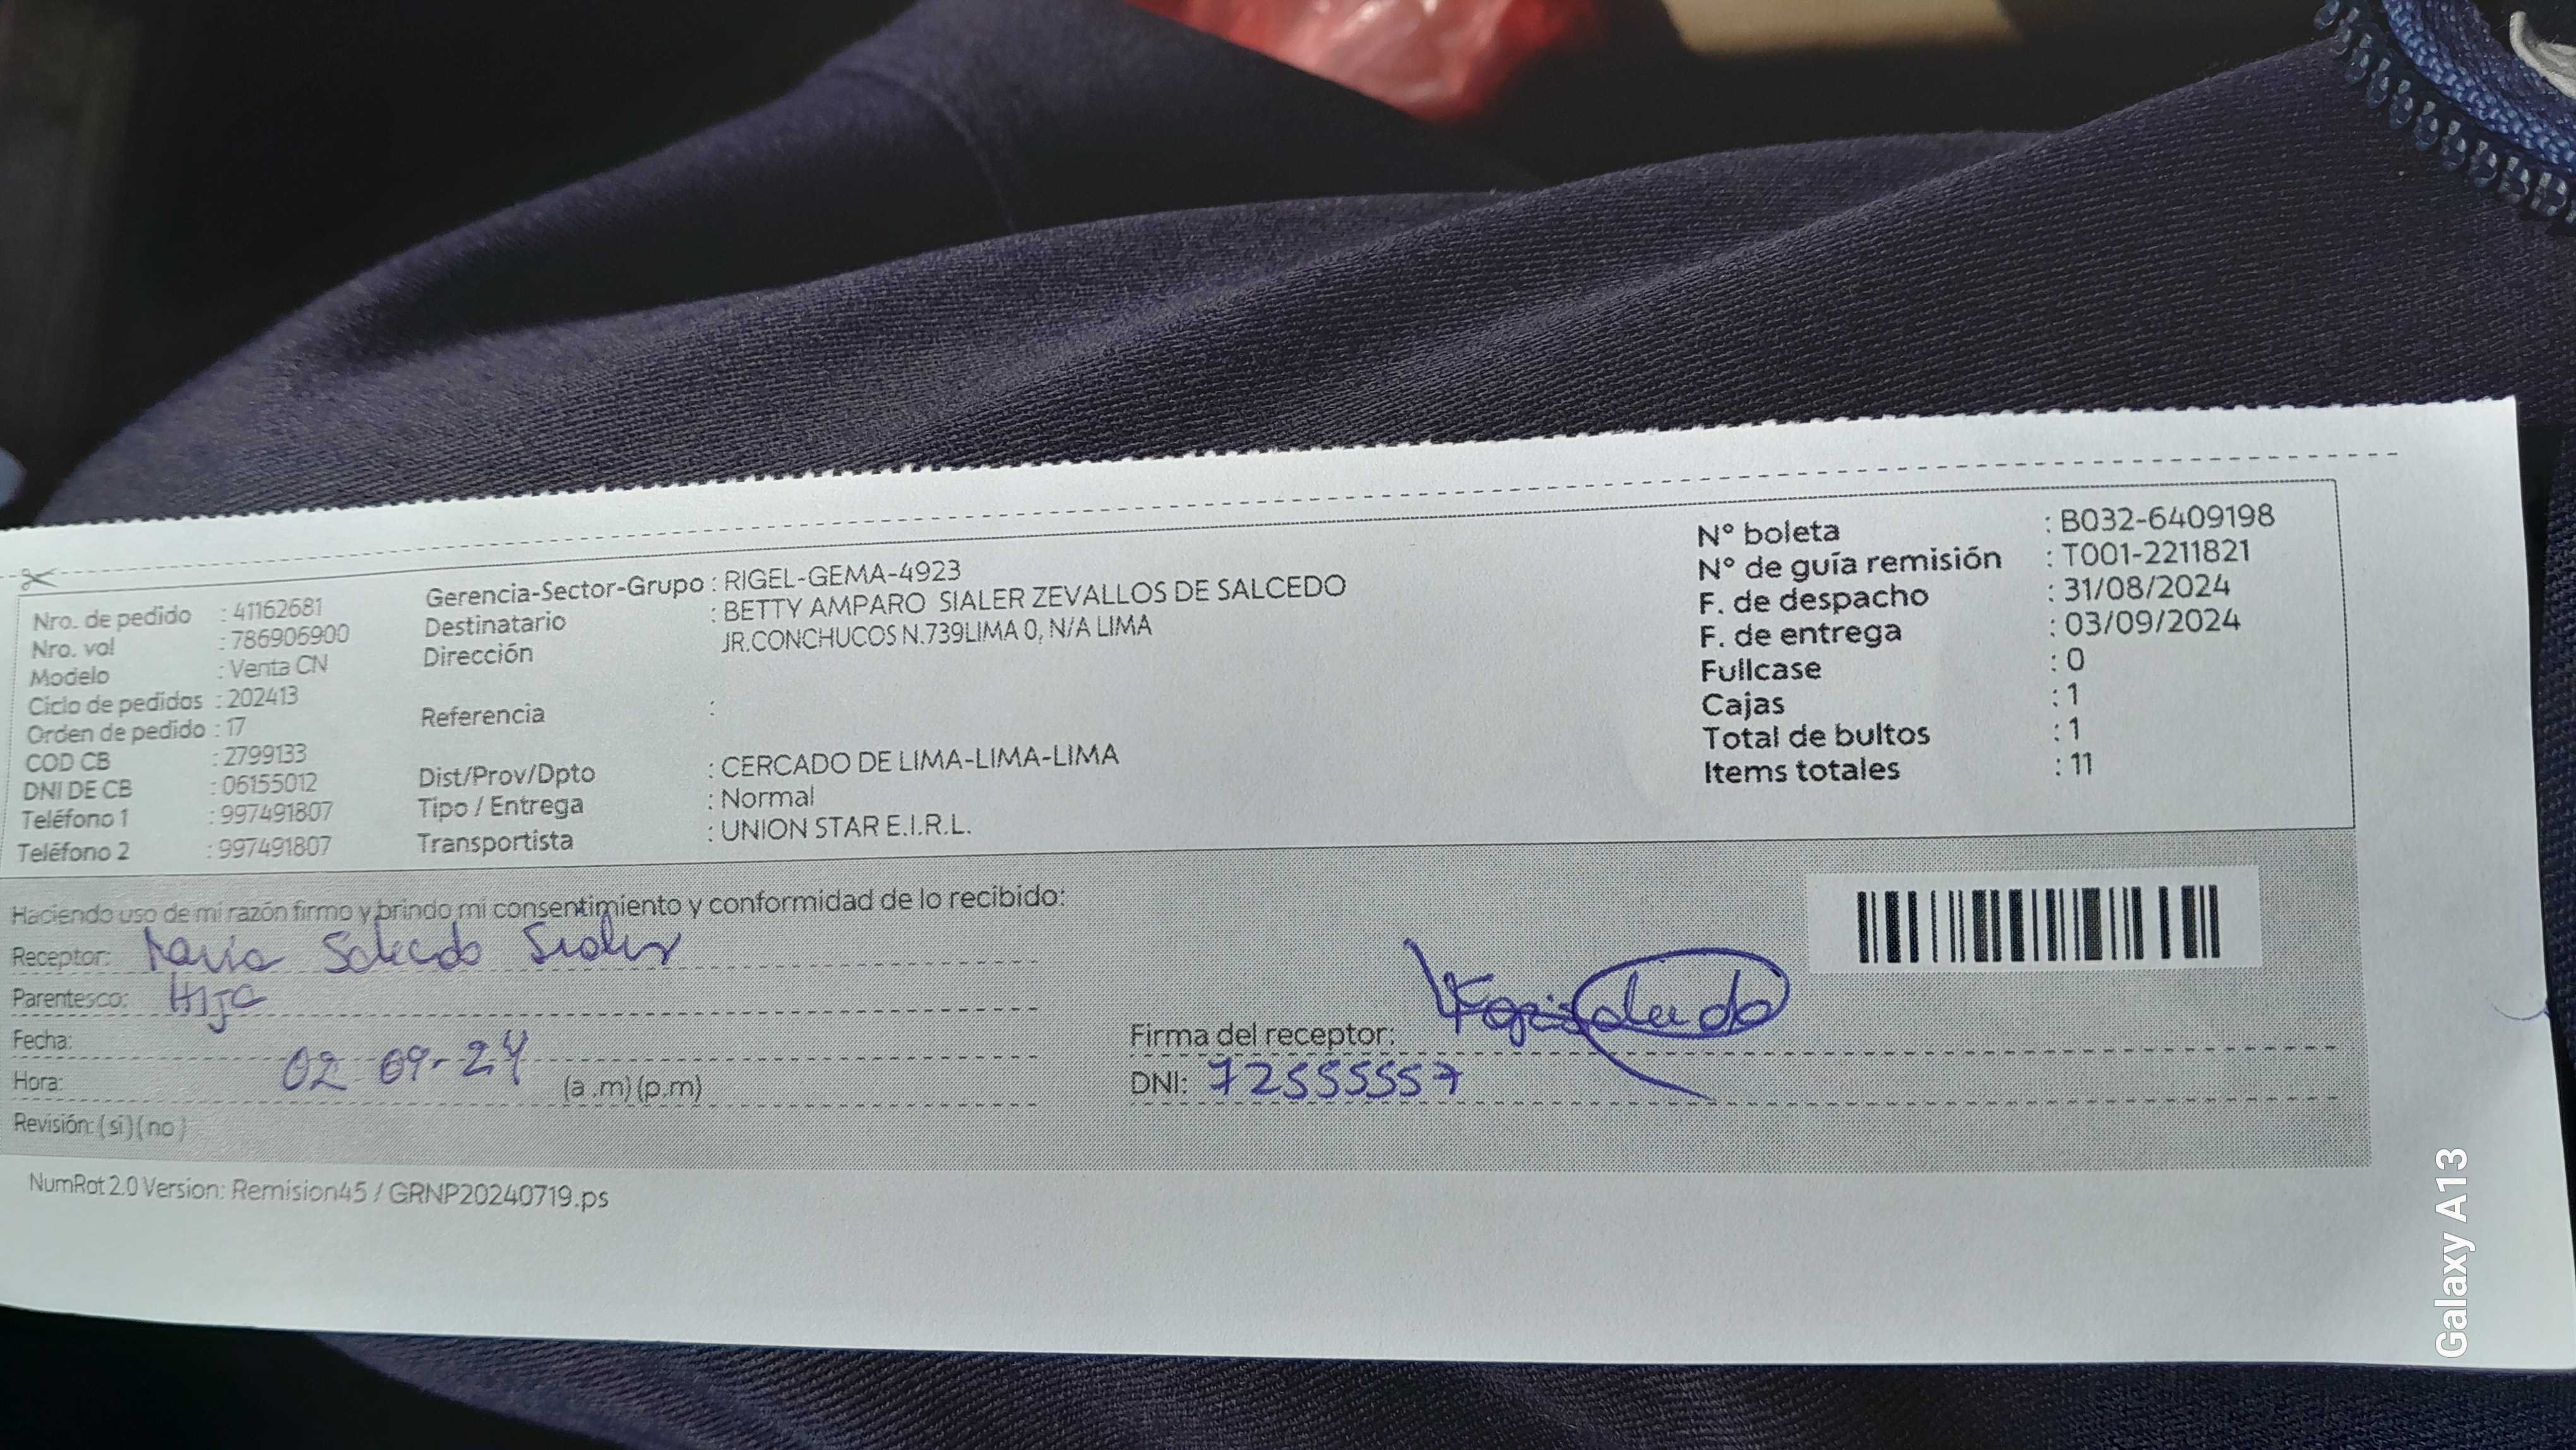 Nro. de pedido : 41162681
Nro. val : 786906900
Modelo : Venta CN
Ciclo de pedidos : 202413
Orden de pedido : 17
COD CB : 2799133
DNI DE CB : 06155012
Teléfono 1 : 997491807
Teléfono 2 : 997491807
Gerencia-Sector-Grupo : RIGEL-GEMA-4923
Destinatario : BETTY AMPARO SIALER ZEVALLOS DE SALCEDO
Dirección JR.CONCHUCOS N.739LIMA 0, N/A LIMA
Referencia :
Dist/Prov/Dpto : CERCADO DE LIMA-LIMA-LIMA
Tipo / Entrega : Normal
Transportista : UNION STAR E.I.R.L.
N° boleta : B032-6409198
N° de guía remisión : T001-2211821
F. de despacho : 31/08/2024
F. de entrega : 03/09/2024
Fullcase : 0
Cajas : 1
Total de bultos : 1
Items totales : 11
Haciendo uso de mi razón firmo y brindo mi consentimiento y conformidad de lo recibido:
Receptor: María Salcedo Sialer
Parentesco: HIJA
Fecha: 02-09-24
Hora: (a.m)(p.m)
Revisión: (si)(no)
Firma del receptor:
DNI: 72555557
NumRot 2.0 Version: Remision45 / GRNP20240719.ps
Galaxy A13